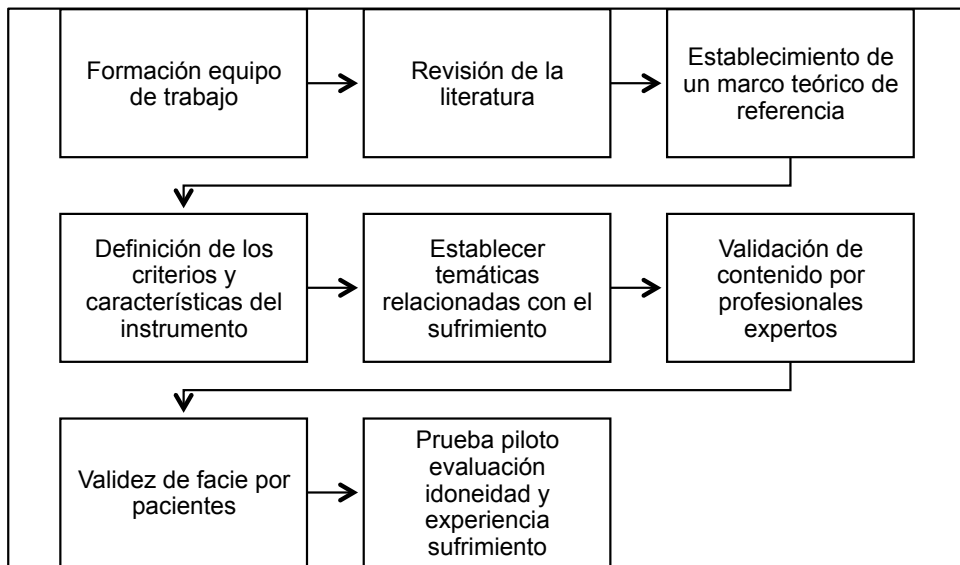 Formación equipo
de trabajo
Revisión de la
literatura
Establecimiento de
un marco teórico de
referencia
Definición de los
criterios y
características del
instrumento
Establecer
temáticas
relacionadas con el
sufrimiento
Validación de
contenido por
profesionales
expertos
Validez de facie por
pacientes
Prueba piloto
evaluación
idoneidad y
experiencia
sufrimiento